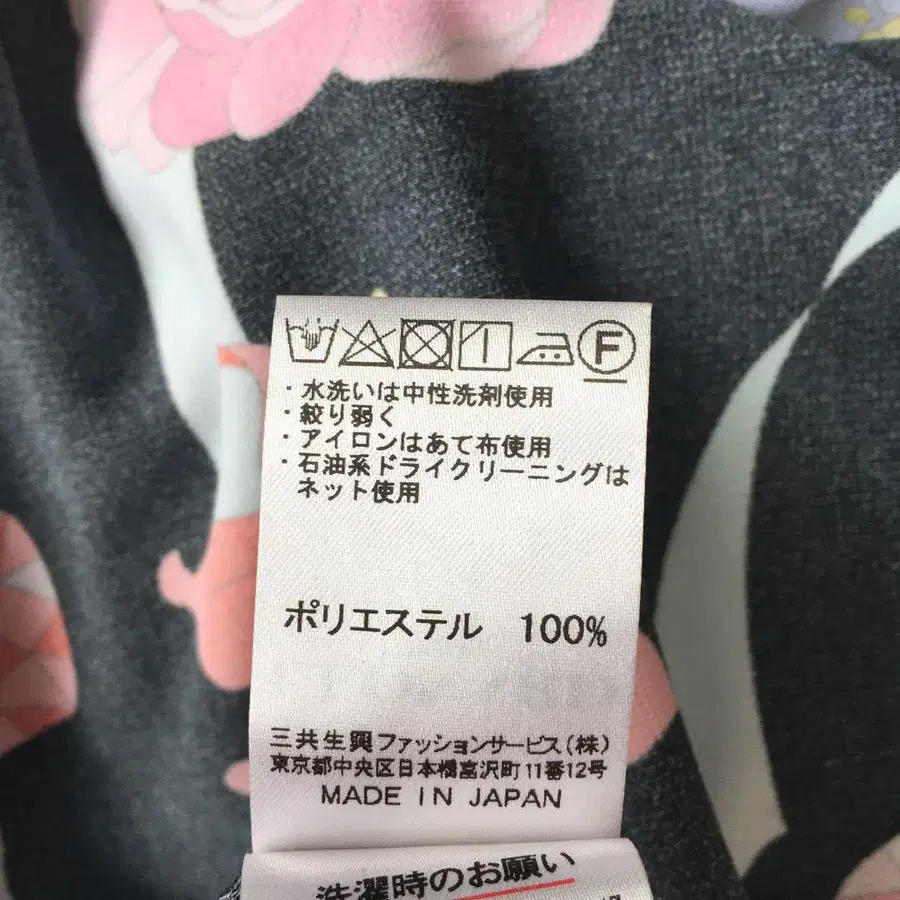 F
・水洗いは中性洗剤使用
・絞り弱く
・アイロンはあて布使用
・石油系ドライクリーニングは
ネット使用
ポリエステル 100%
三共生興ファッションサービス(株)
東京都中央区日本橋富沢町11番12号
MADE IN JAPAN
洗濯時のお願い